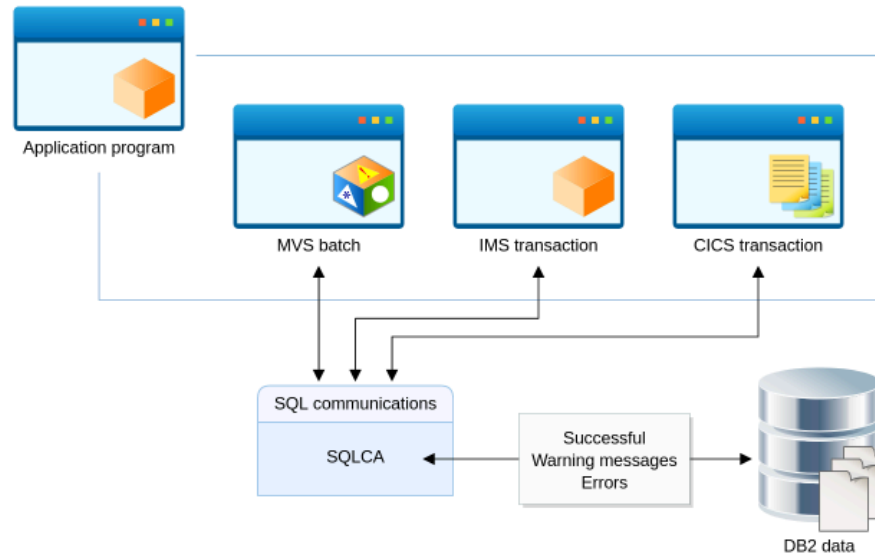 Application program
MVS batch
IMS transaction
CICS transaction
SQL communications
SQLCA
Successful
Warning messages
Errors
DB2 data